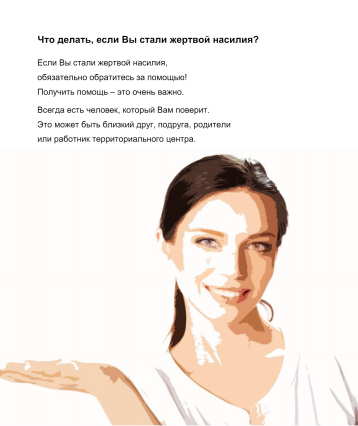 Что делать, если Вы стали жертвой насилия?
Если Вы стали жертвой насилия,
обязательно обратитесь за помощью!
Получить помощь – это очень важно.
Всегда есть человек, который Вам поверит.
Это может быть близкий друг, подруга, родители
или работник территориального центра.